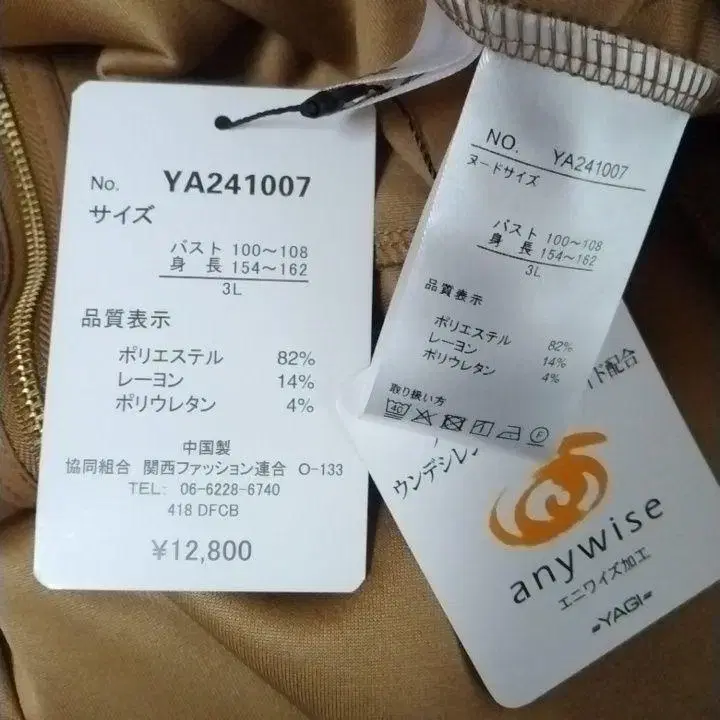 No. YA241007
サイズ
バスト 100～108
身 長 154～162
3L
品質表示
ポリエステル 82%
レーヨン 14%
ポリウレタン 4%
中国製
協同組合 関西ファッション連合 O-133
TEL: 06-6228-6740
418 DFCB
¥12,800
NO. YA241007
ヌードサイズ
バスト 100～108
身 長 154～162
3L
品質表示
ポリエステル 82%
レーヨン 14%
ポリウレタン 4%
取り扱い方
40
F
配合
ウンデシレン
anywise
エニワイズ加工
-YAGI-